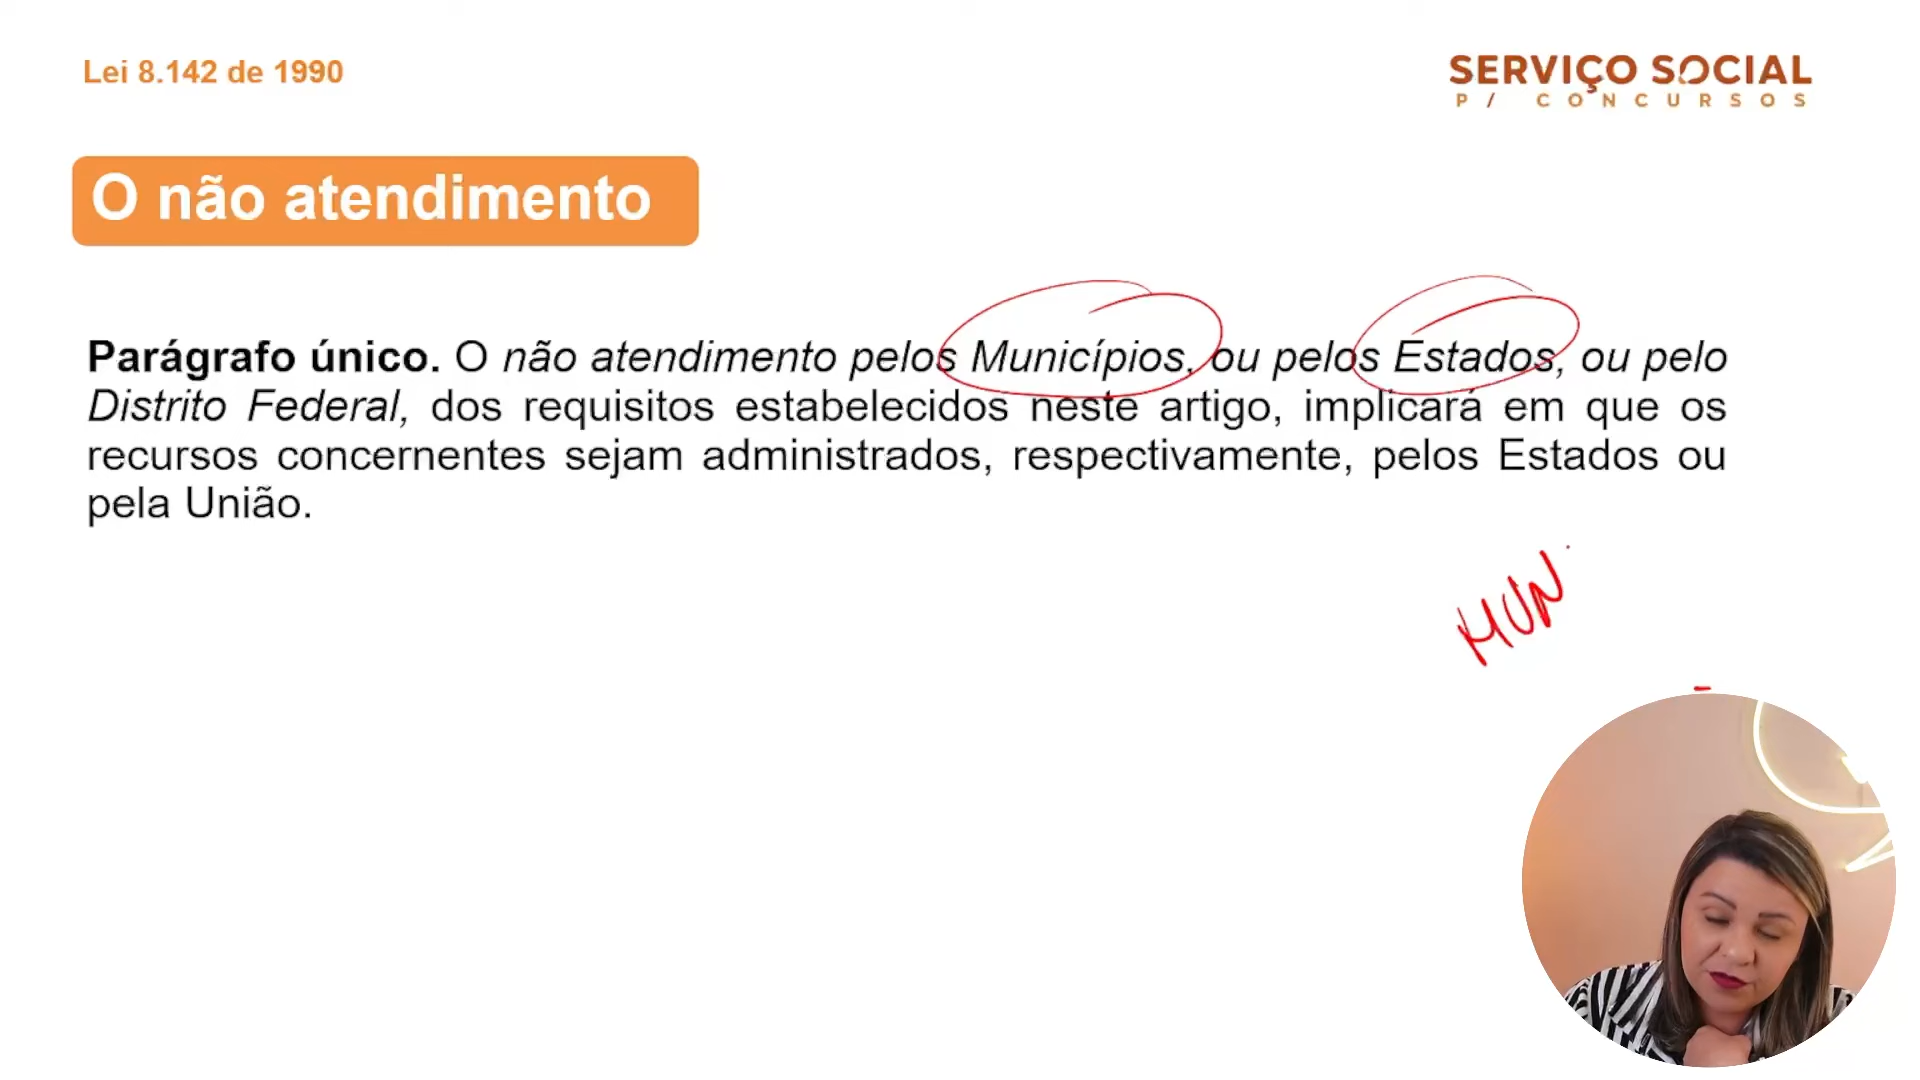 Lei 8.142 de 1990
SERVIÇO SOCIAL
P/ CONCURSOS
O não atendimento
Parágrafo único. O não atendimento pelos Municípios, ou pelos Estados, ou pelo
Distrito Federal, dos requisitos estabelecidos neste artigo, implicará em que os
recursos concernentes sejam administrados, respectivamente, pelos Estados ou
pela União.
MUN